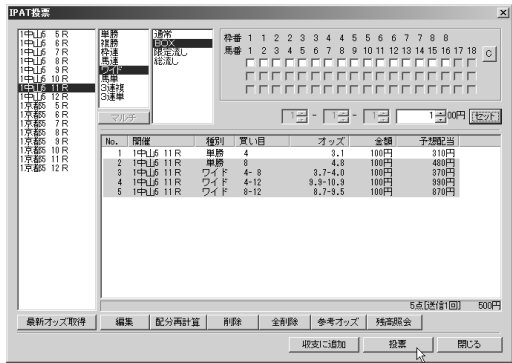 IPAT投票
1中山6 5R
1中山6 6R
1中山6 7R
1中山6 8R
1中山6 9R
1中山6 10R
1中山6 11R
1中山6 12R
1京都5 5R
1京都5 6R
1京都5 7R
1京都5 8R
1京都5 9R
1京都5 10R
1京都5 11R
1京都5 12R
単勝
複勝
枠連
馬連
ワイド
馬単
3連複
3連単
通常
BOX
限定流し
総流し
枠番 1 1 2 2 3 3 4 4 5 5 6 6 7 7 8 8
馬番 1 2 3 4 5 6 7 8 9 10 11 12 13 14 15 16 17 18
C
マルチ
1 - 1 - 1 1 00円 セット
No. 開催 種別 買い目 オッズ 金額 予想配当
1 1中山6 11R 単勝 4 3.1 100円 310円
2 1中山6 11R 単勝 8 4.8 100円 480円
3 1中山6 11R ワイド 4- 8 3.7-4.0 100円 370円
4 1中山6 11R ワイド 4-12 9.9-10.9 100円 990円
5 1中山6 11R ワイド 8-12 8.7-9.5 100円 870円
5点[送信1回] 500円
最新オッズ取得 編集 配分再計算 削除 全削除 参考オッズ 残高照会
収支に追加 投票 閉じる